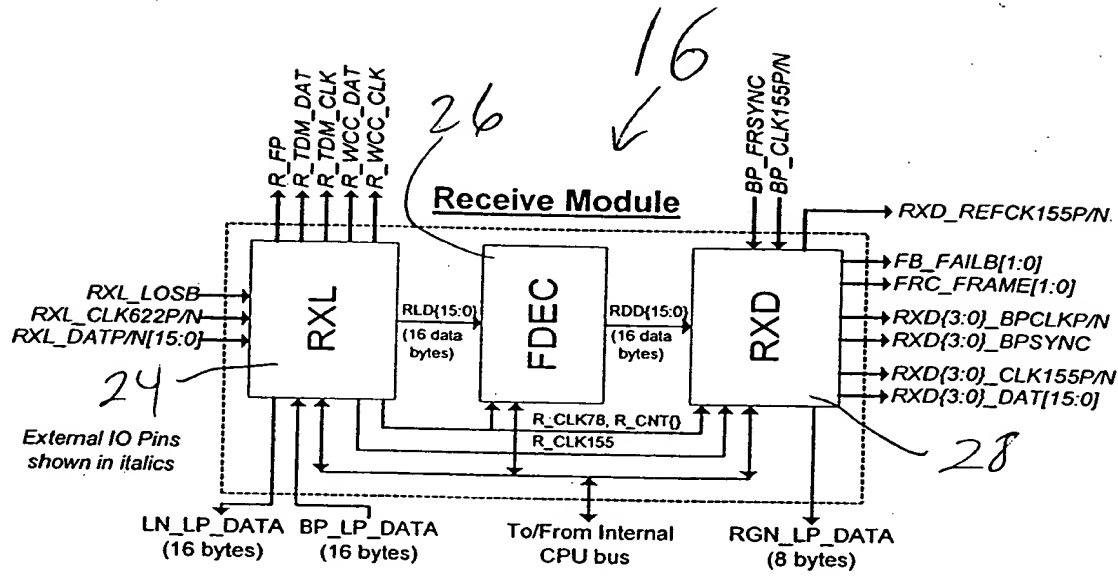 16
26
R_FP
R_TDM_DAT
R_TDM_CLK
R_WCC_DAT
R_WCC_CLK
BP_FRSYNC
BP_CLK155P/N
Receive Module
RXD_REFCK155P/N
RXL_LOSB
RXL_CLK622P/N
RXL_DATP/N[15:0]
RXL
RLD{15:0}
(16 data
bytes)
FDEC
RDD{15:0}
(16 data
bytes)
RXD
FB_FAILB[1:0]
FRC_FRAME[1:0]
RXD{3:0}_BPCLKP/N
RXD{3:0}_BPSYNC
RXD{3:0}_CLK155P/N
RXD{3:0}_DAT[15:0]
24
28
R_CLK78, R_CNT{}
R_CLK155
External IO Pins
shown in italics
LN_LP_DATA
(16 bytes)
BP_LP_DATA
(16 bytes)
To/From Internal
CPU bus
RGN_LP_DATA
(8 bytes)